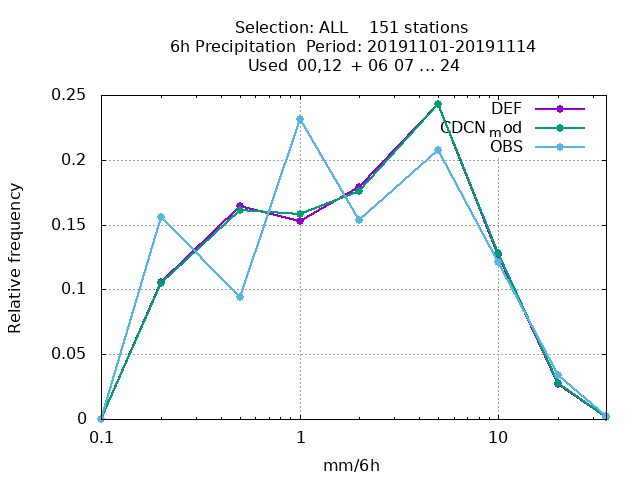 Selection: ALL    151 stations
6h Precipitation  Period: 20191101-20191114
Used  00,12  + 06 07 ... 24
0.25
0.2
0.15
0.1
0.05
0
0.1
1
10
Relative frequency
mm/6h
DEF
CDCNmod
OBS